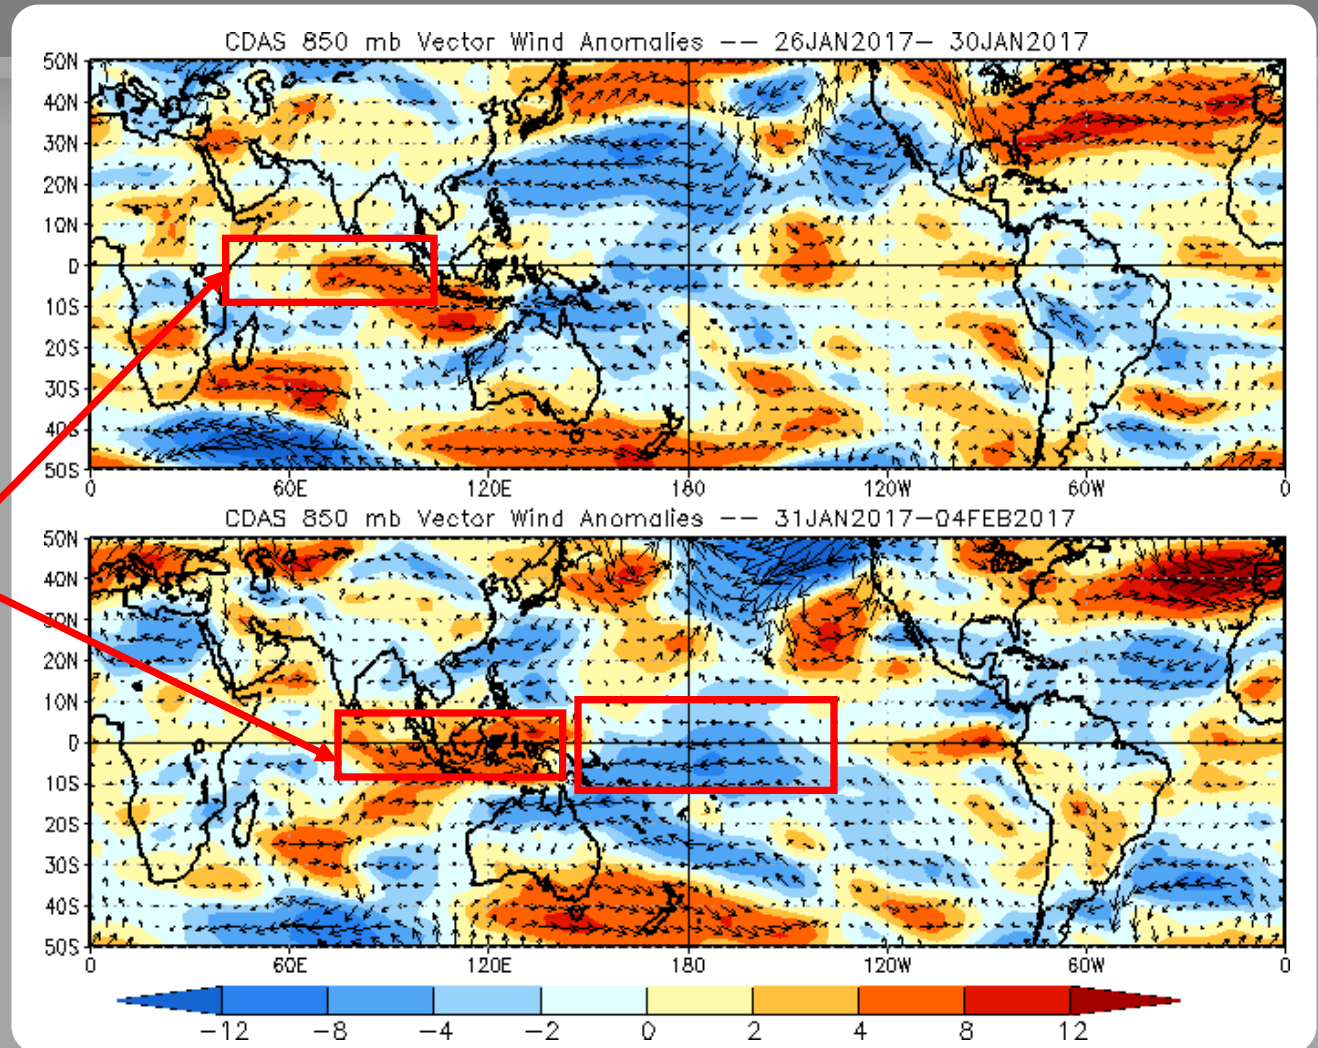 CDAS 850 mb Vector Wind Anomalies -- 26JAN2017- 30JAN2017
50N
40N
30N
20N
10N
0
10S
20S
30S
40S
50S
0 60E 120E 180 120W 60W 0
CDAS 850 mb Vector Wind Anomalies -- 31JAN2017-04FEB2017
50N
40N
30N
20N
10N
0
10S
20S
30S
40S
50S
0 60E 120E 180 120W 60W 0
-12 -8 -4 -2 0 2 4 8 12